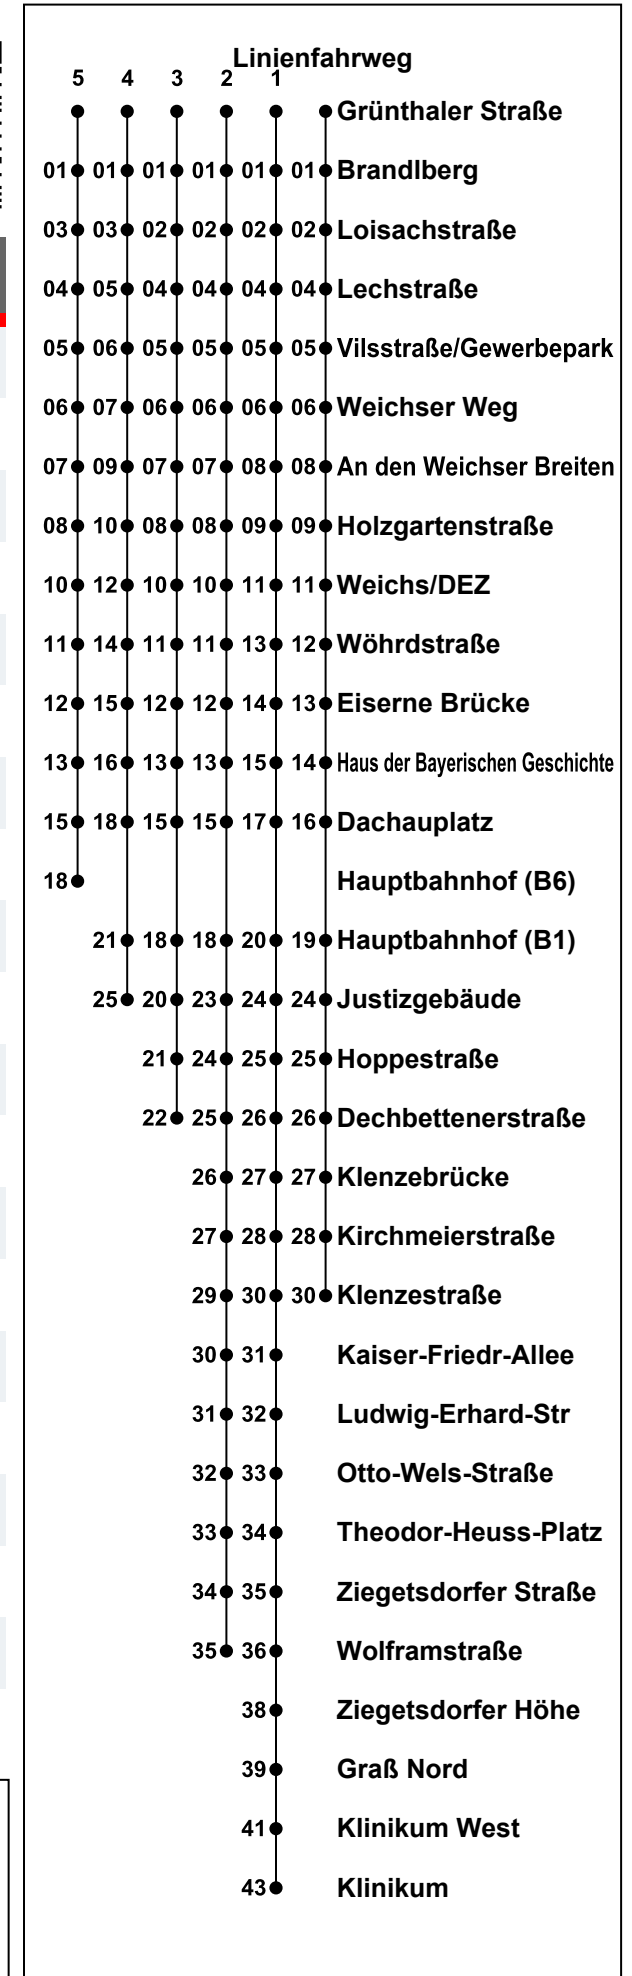 Linienfahrweg
5 4 3 2 1
Grünthaler Straße
01 01 01 01 01 01 Brandlberg
03 03 02 02 02 02 Loisachstraße
04 05 04 04 04 04 Lechstraße
05 06 05 05 05 05 Vilsstraße/Gewerbepark
06 07 06 06 06 06 Weichser Weg
07 09 07 07 08 08 An den Weichser Breiten
08 10 08 08 09 09 Holzgartenstraße
10 12 10 10 11 11 Weichs/DEZ
11 14 11 11 13 12 Wöhrdstraße
12 15 12 12 14 13 Eiserne Brücke
13 16 13 13 15 14 Haus der Bayerischen Geschichte
15 18 15 15 17 16 Dachauplatz
18 Hauptbahnhof (B6)
21 18 18 20 19 Hauptbahnhof (B1)
25 20 23 24 24 Justizgebäude
21 24 25 25 Hoppestraße
22 25 26 26 Dechbettenerstraße
26 27 27 Klenzebrücke
27 28 28 Kirchmeierstraße
29 30 30 Klenzestraße
30 31 Kaiser-Friedr-Allee
31 32 Ludwig-Erhard-Str
32 33 Otto-Wels-Straße
33 34 Theodor-Heuss-Platz
34 35 Ziegetsdorfer Straße
35 36 Wolframstraße
38 Ziegetsdorfer Höhe
39 Graß Nord
41 Klinikum West
43 Klinikum